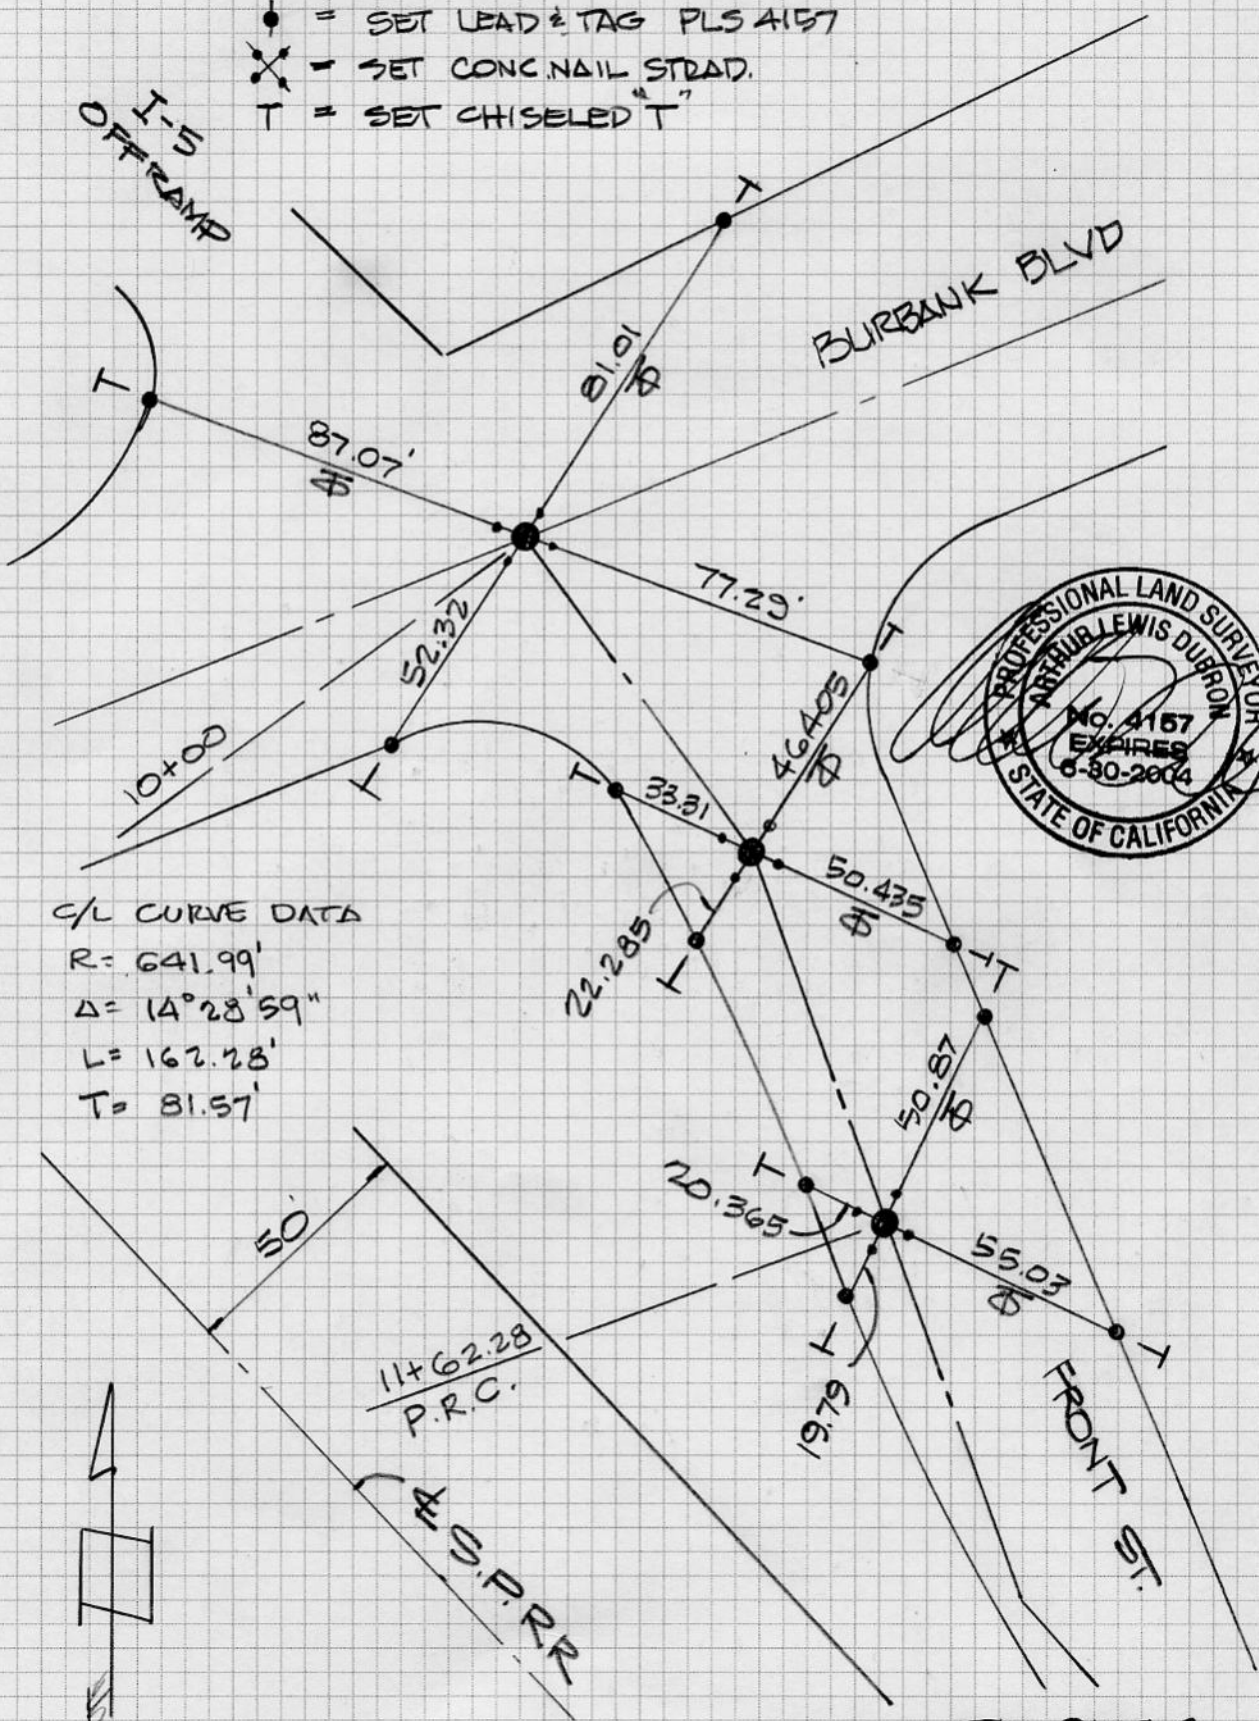 = SET LEAD & TAG PLS 4157
= SET CONC. NAIL STRAD.
T = SET CHISELED "T"
I-5
OFFRAMP
T
BURBANK BLVD
81.01
T
87.07'
77.29'
T
52.32
46.405
10+00
T
T
33.31
50.435
22.285
T
T
T
PROFESSIONAL LAND SURVEYOR
ARTHUR LEWIS DUBRON
No. 4157
EXPIRES
6-30-2004
STATE OF CALIFORNIA
C/L CURVE DATA
R= 641.99'
Δ= 14°28'59"
L= 162.28'
T= 81.57'
50.87
T
20.365
50'
55.03
T
11+62.28
P.R.C.
T
19.79
FRONT ST.
S.P. RR